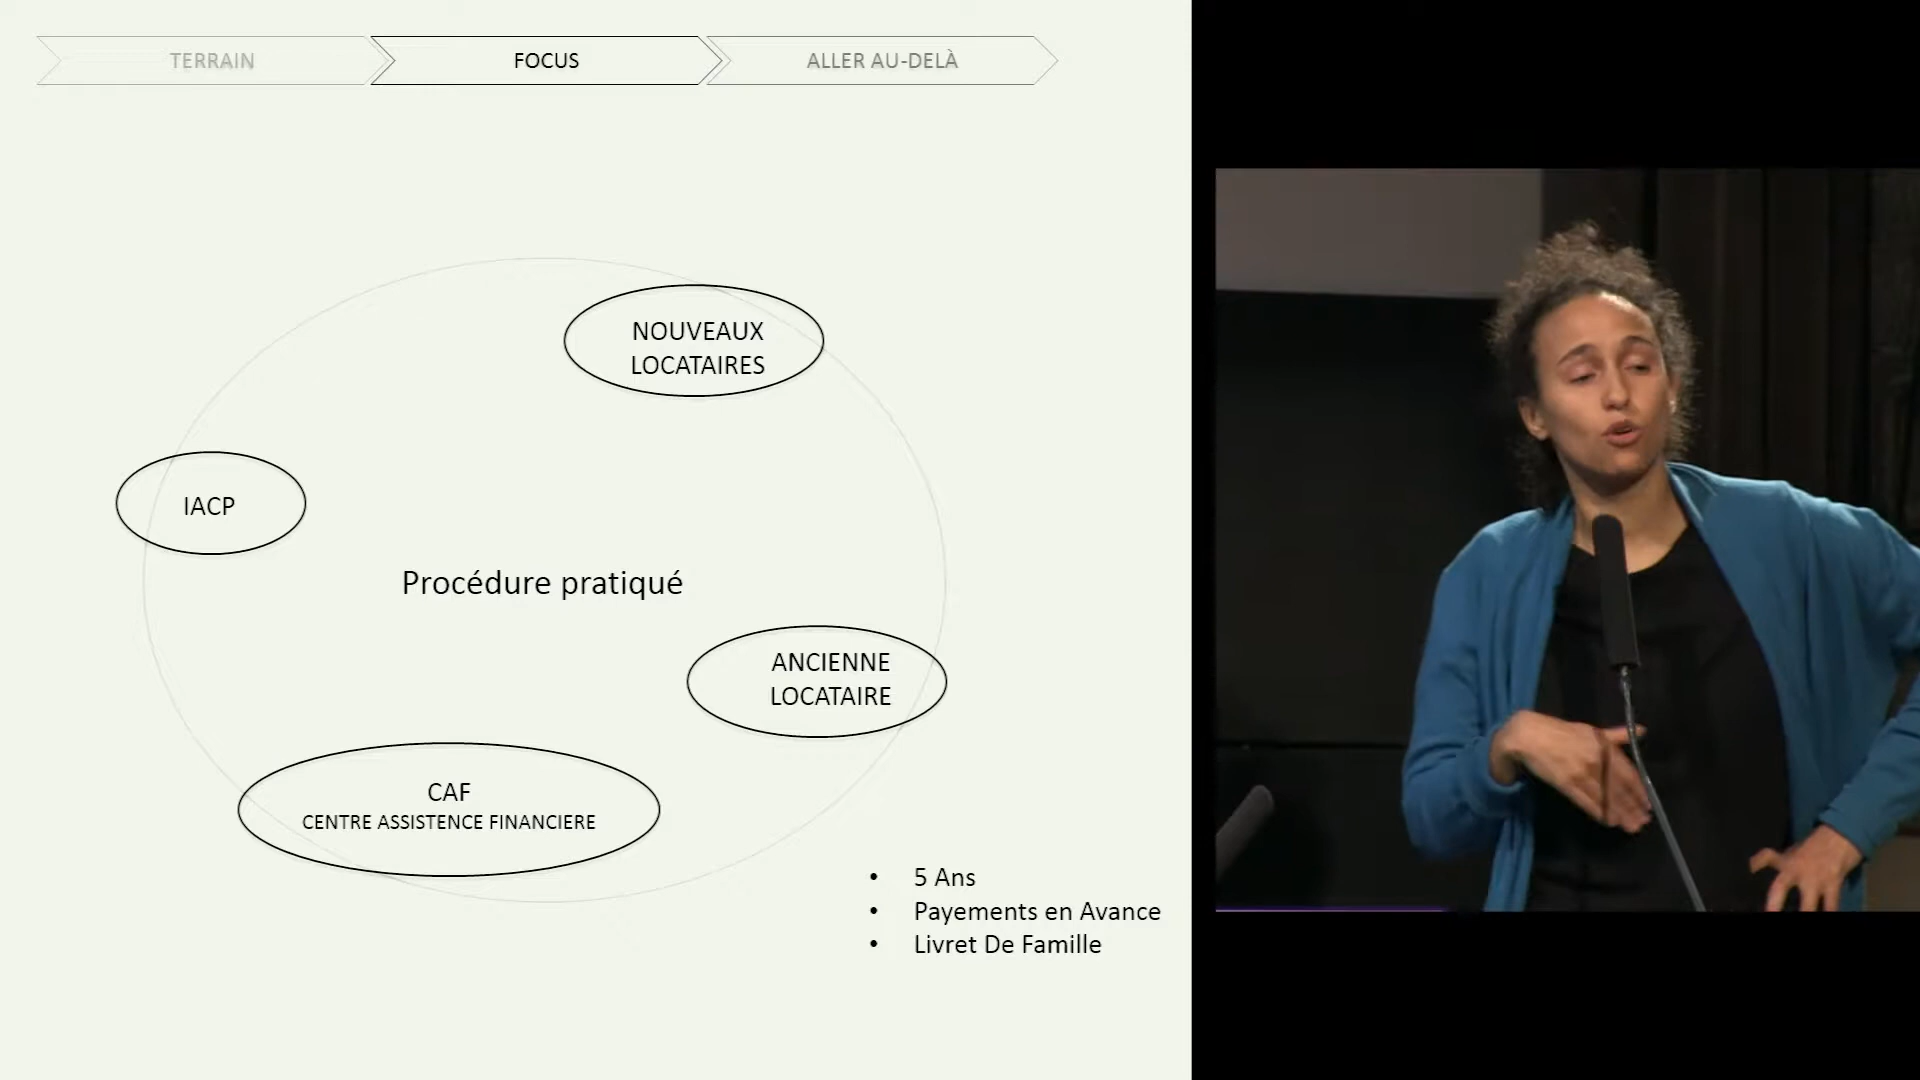 TERRAIN
FOCUS
ALLER AU-DELÀ
NOUVEAUX
LOCATAIRES
IACP
Procédure pratiqué
ANCIENNE
LOCATAIRE
CAF
CENTRE ASSISTENCE FINANCIERE
• 5 Ans
• Payements en Avance
• Livret De Famille